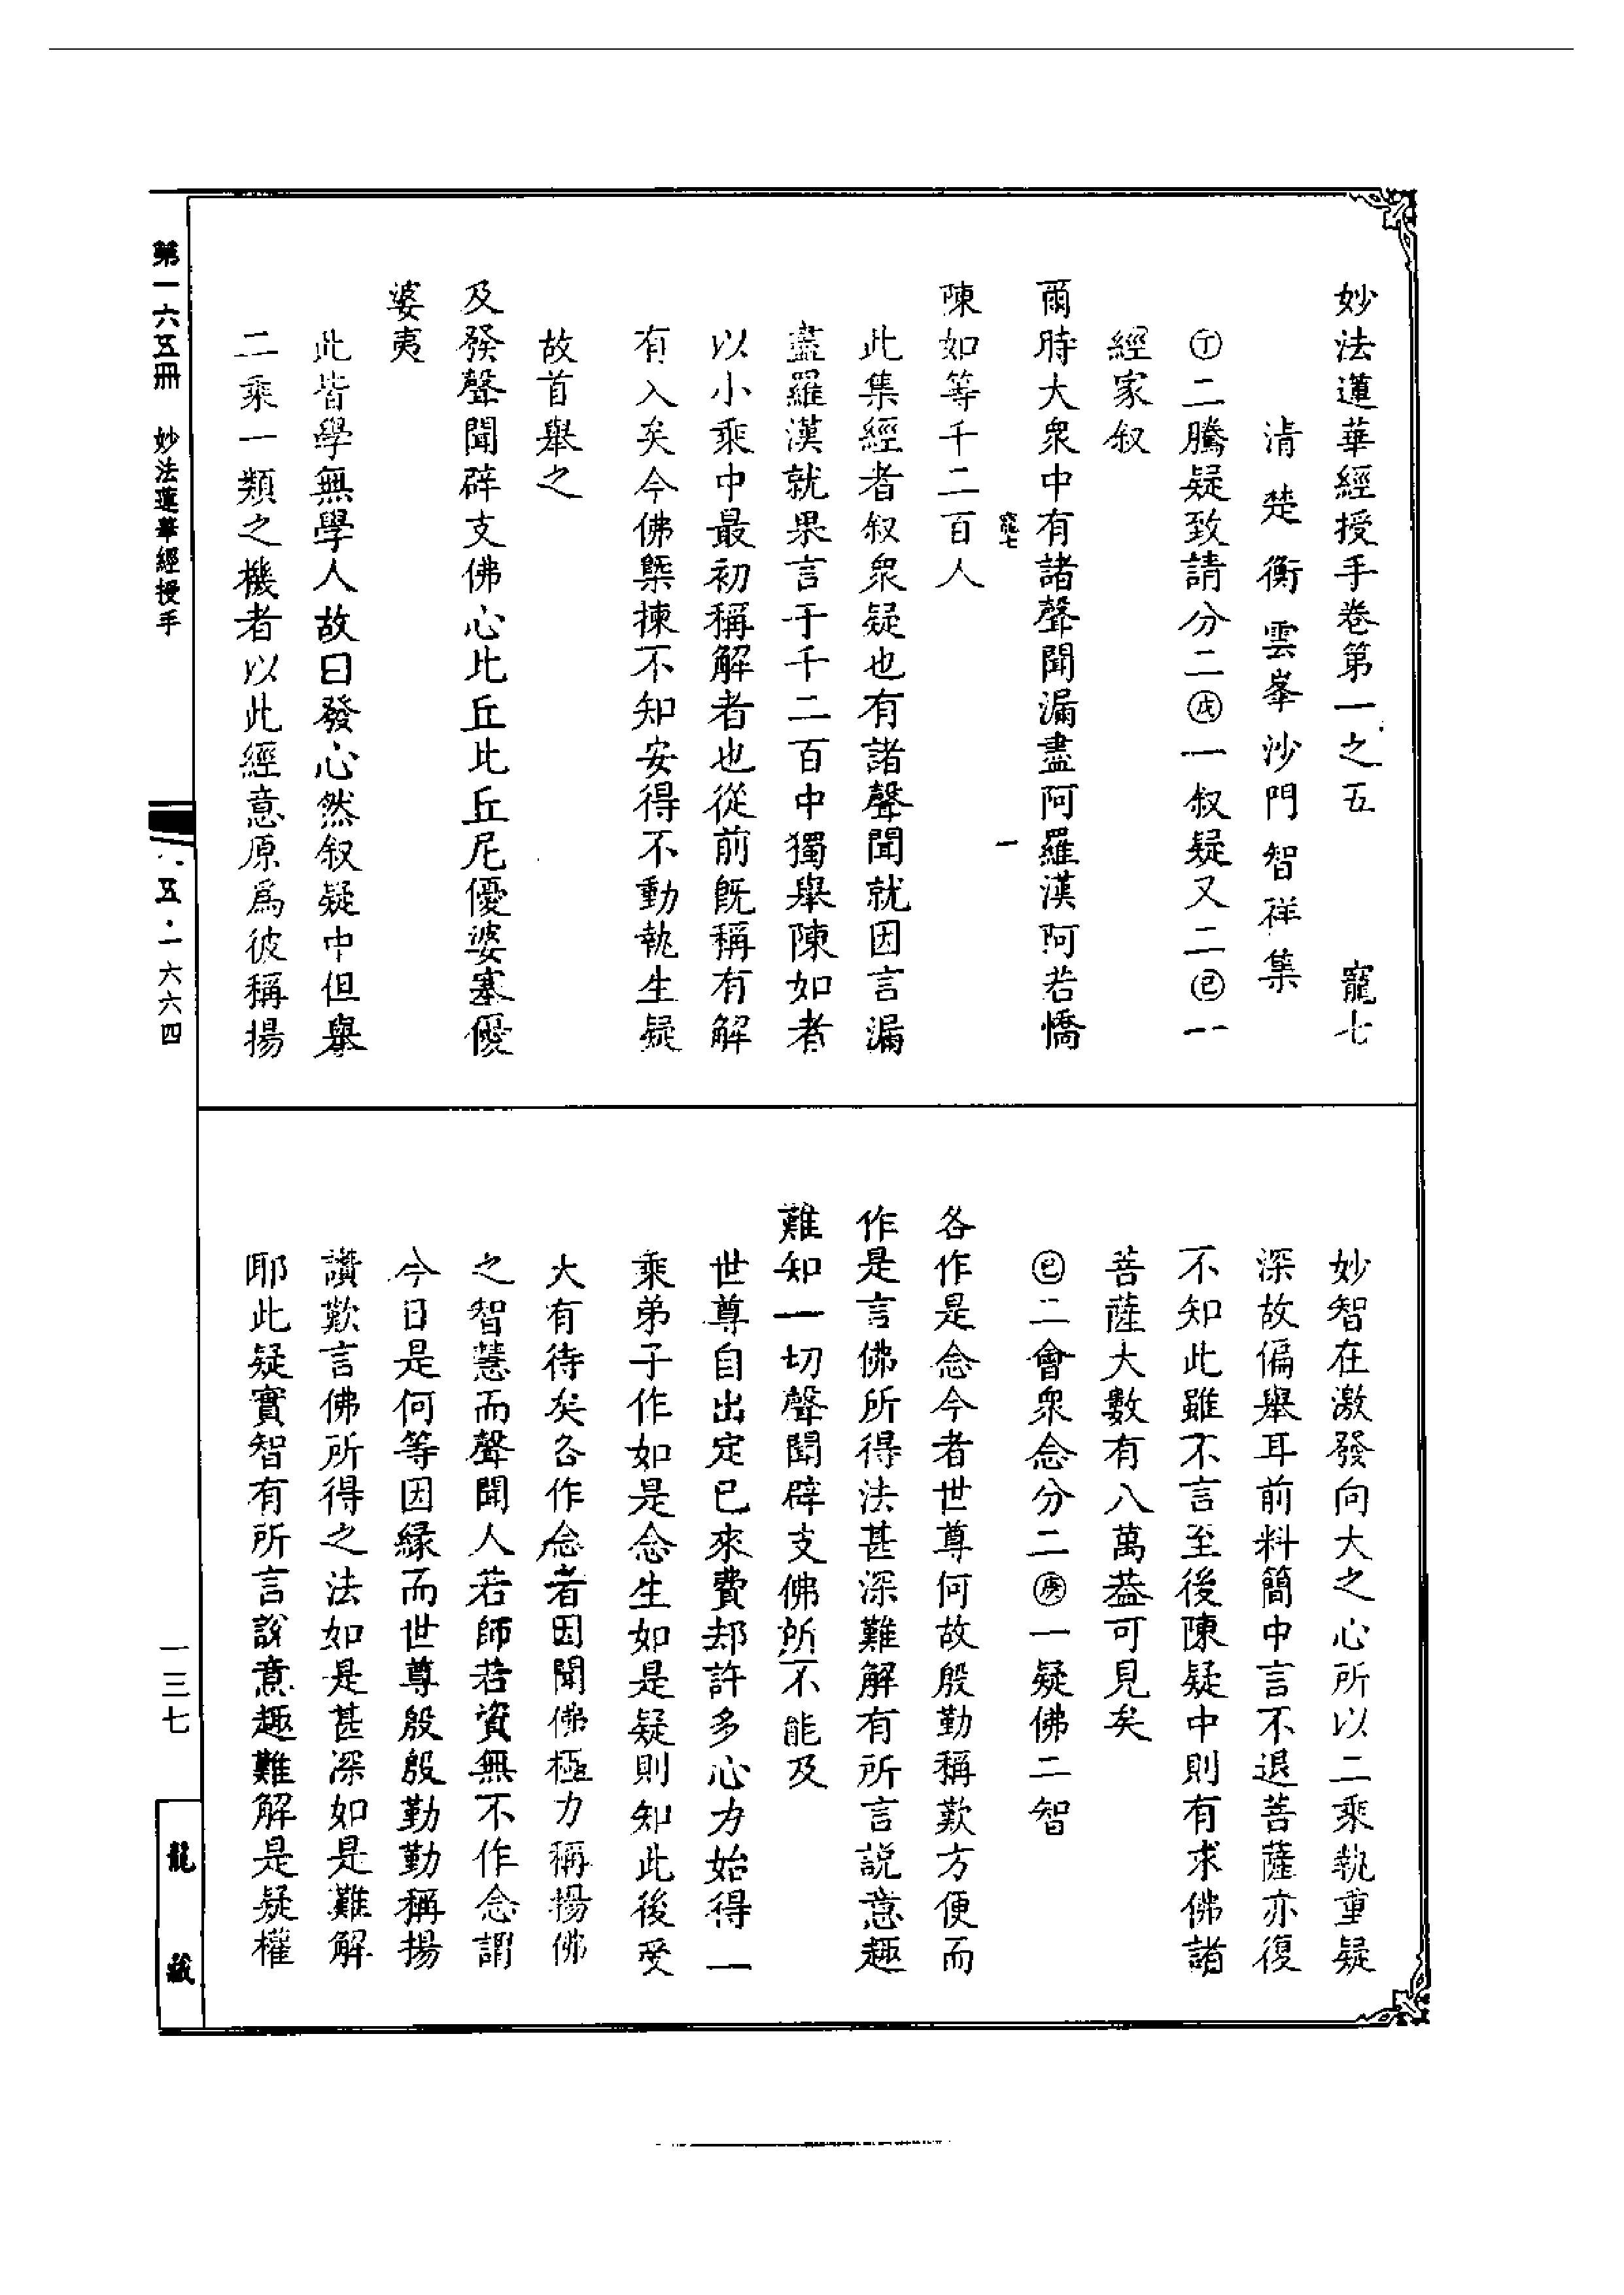 妙法蓮華經授手卷第一之五　寵七
清楚衡雲峯沙門智祥集
㊀丁二騰疑致請分二戊一叙疑又二己一
經家叙
爾時大衆中有諸聲聞漏盡阿羅漢阿若憍
寵七　一
陳如等千二百人
此集經者叙衆疑也有諸聲聞就因言漏
盡羅漢就果言于千二百中獨舉陳如者
以小乘中最初稱解者也從前旣稱有解
有入矣今佛槩揀不知安得不動執生疑
故首舉之
及發聲聞辟支佛心比丘比丘尼優婆塞優
婆夷
此皆學無學人故曰發心然叙疑中但舉
二乘一類之機者以此經意原爲彼稱揚
妙智在激發向大之心所以二乘執重疑
深故偏舉耳前料簡中言不退菩薩亦復
不知此雖不言至後陳疑中則有求佛諸
菩薩大數有八萬葢可見矣
己二會衆念分二庚一疑佛二智
各作是念今者世尊何故殷勤稱歎方便而
作是言佛所得法甚深難解有所言説意趣
難知一切聲聞辟支佛所不能及
世尊自出定已來費却許多心力始得一
乘弟子作如是念生如是疑則知此後受
大有待矣各作念者因聞佛極力稱揚佛
之智慧而聲聞人若師若資無不作念謂
今日是何等因緣而世尊殷殷勤勤稱揚
讚歎言佛所得之法如是甚深如是難解
耶此疑實智有所言說意趣難解是疑權
第一六五冊　妙法蓮華經授手
五·一六六四
一三七
龍藏